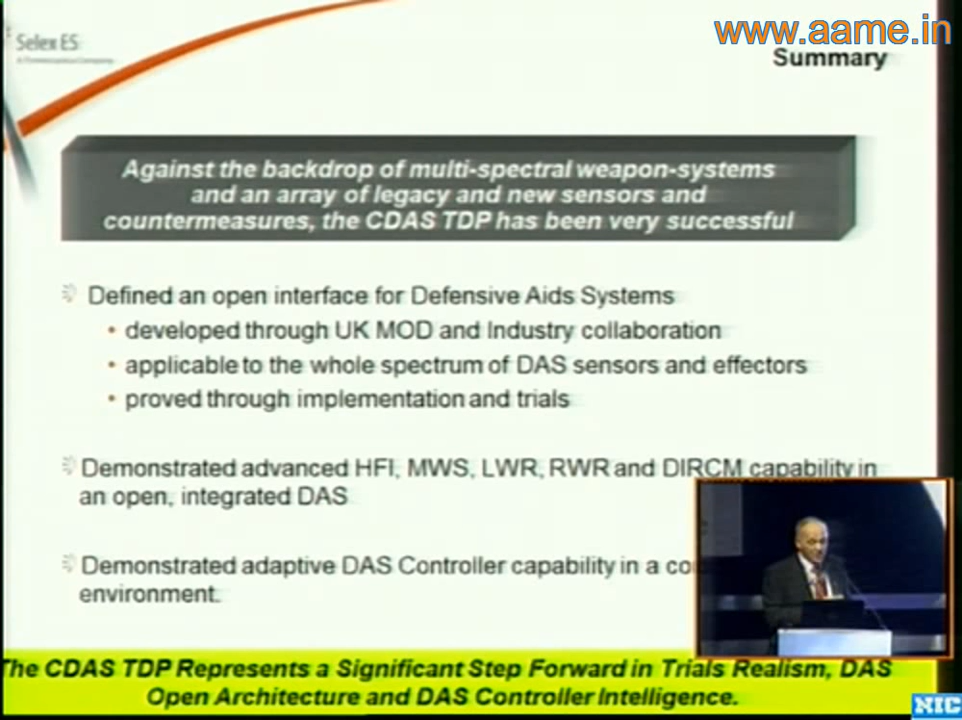 www.aame.in
Selex ES
Summary
Against the backdrop of multi-spectral weapon-systems
and an array of legacy and new sensors and
countermeasures, the CDAS TDP has been very successful
Defined an open interface for Defensive Aids Systems
• developed through UK MOD and Industry collaboration
• applicable to the whole spectrum of DAS sensors and effectors
• proved through implementation and trials
Demonstrated advanced HFI, MWS, LWR, RWR and DIRCM capability in
an open, integrated DAS
Demonstrated adaptive DAS Controller capability in a
environment.
The CDAS TDP Represents a Significant Step Forward in Trials Realism, DAS
Open Architecture and DAS Controller Intelligence.
NIC